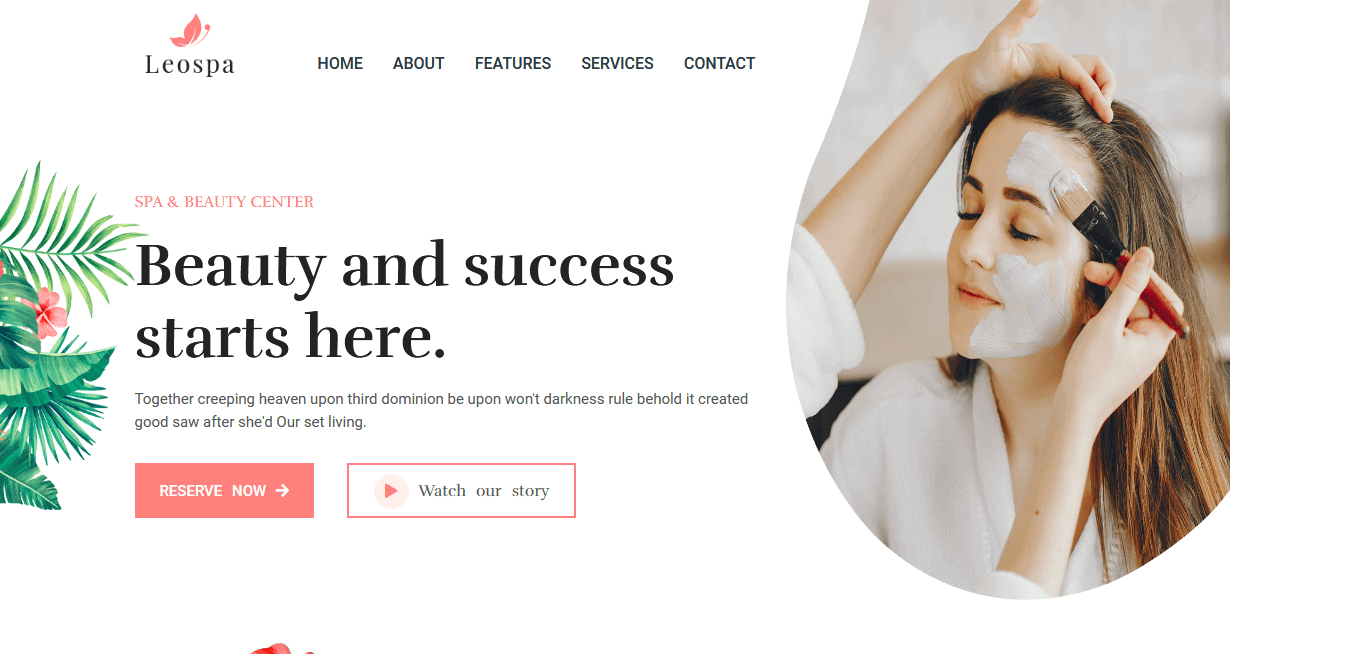 Leospa
HOME ABOUT FEATURES SERVICES CONTACT
SPA & BEAUTY CENTER
Beauty and success
starts here.
Together creeping heaven upon third dominion be upon won't darkness rule behold it created
good saw after she'd Our set living.
RESERVE NOW
Watch our story